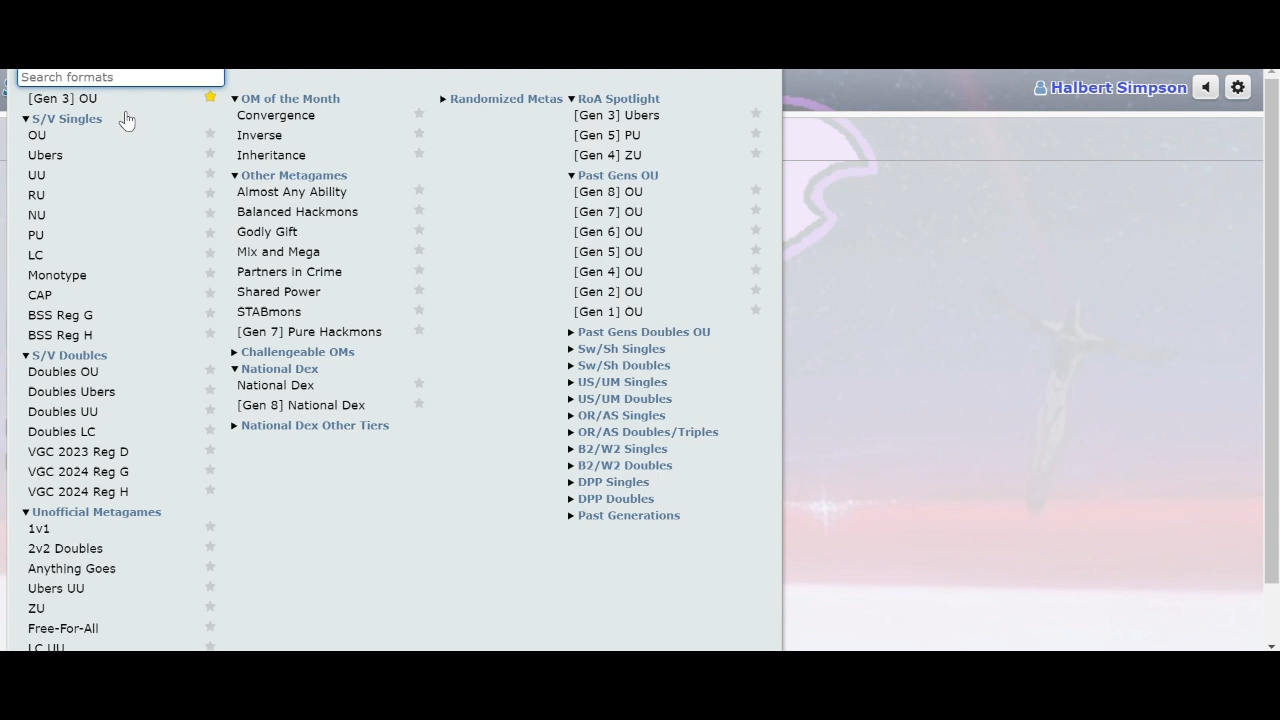 Search formats
[Gen 3] OU
S/V Singles
OU
Ubers
UU
RU
NU
PU
LC
Monotype
CAP
BSS Reg G
BSS Reg H
S/V Doubles
Doubles OU
Doubles Ubers
Doubles UU
Doubles LC
VGC 2023 Reg D
VGC 2024 Reg G
VGC 2024 Reg H
Unofficial Metagames
1v1
2v2 Doubles
Anything Goes
Ubers UU
ZU
Free-For-All
LC UU
OM of the Month
Convergence
Inverse
Inheritance
Other Metagames
Almost Any Ability
Balanced Hackmons
Godly Gift
Mix and Mega
Partners in Crime
Shared Power
STABmons
[Gen 7] Pure Hackmons
Challengeable OMs
National Dex
National Dex
[Gen 8] National Dex
National Dex Other Tiers
Randomized Metas
RoA Spotlight
[Gen 3] Ubers
[Gen 5] PU
[Gen 4] ZU
Past Gens OU
[Gen 8] OU
[Gen 7] OU
[Gen 6] OU
[Gen 5] OU
[Gen 4] OU
[Gen 2] OU
[Gen 1] OU
Past Gens Doubles OU
Sw/Sh Singles
Sw/Sh Doubles
US/UM Singles
US/UM Doubles
OR/AS Singles
OR/AS Doubles/Triples
B2/W2 Singles
B2/W2 Doubles
DPP Singles
DPP Doubles
Past Generations
Halbert Simpson